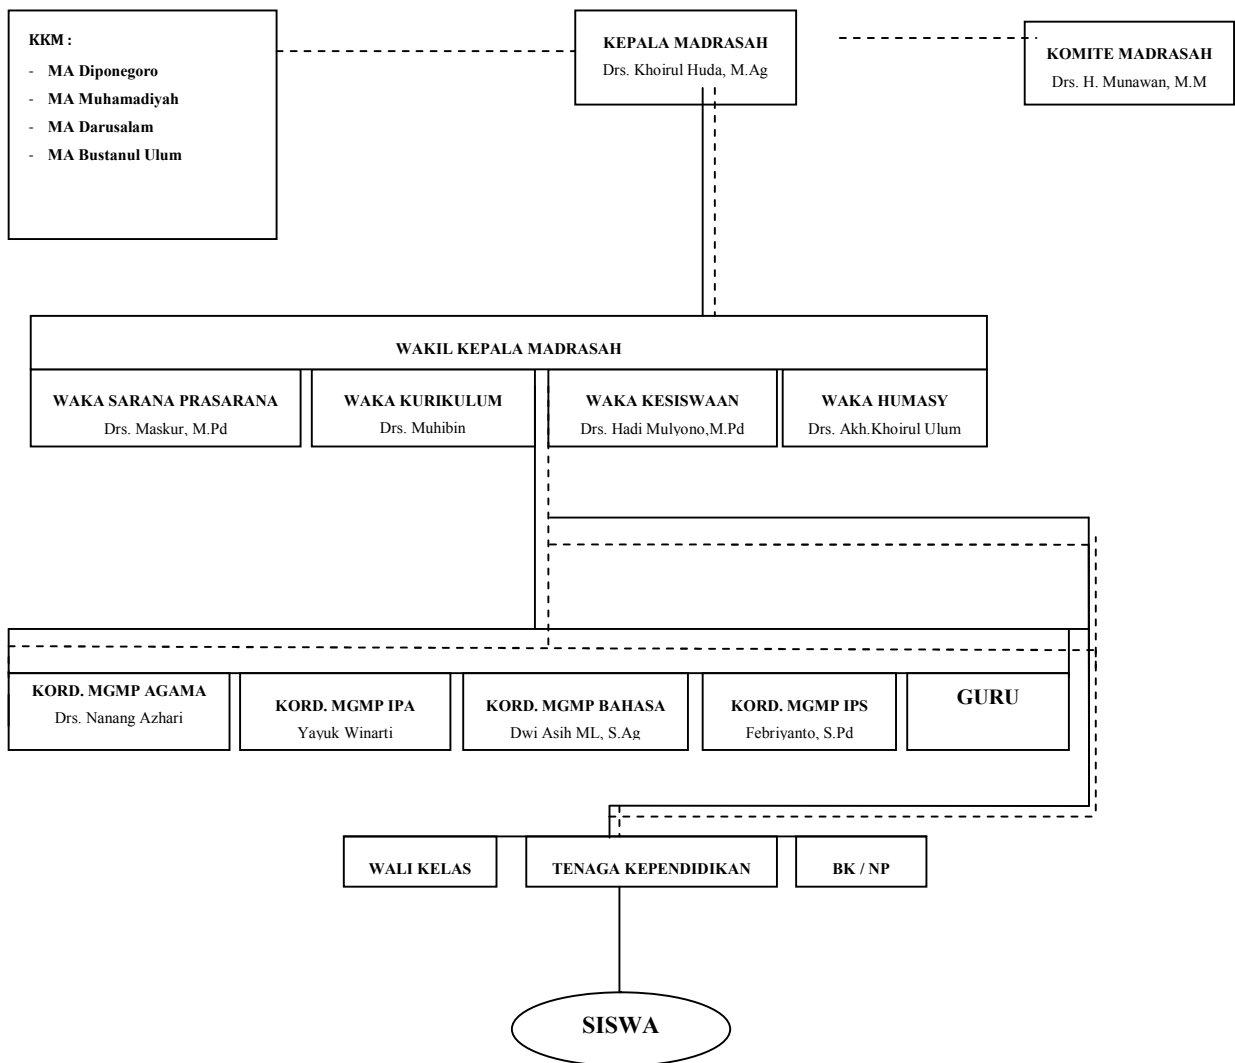 KKM :
- MA Diponegoro
- MA Muhamadiyah
- MA Darusalam
- MA Bustanul Ulum
KEPALA MADRASAH
Drs. Khoirul Huda, M.Ag
KOMITE MADRASAH
Drs. H. Munawan, M.M
WAKIL KEPALA MADRASAH
WAKA SARANA PRASARANA
Drs. Maskur, M.Pd
WAKA KURIKULUM
Drs. Muhibin
WAKA KESISWAAN
Drs. Hadi Mulyono,M.Pd
WAKA HUMASY
Drs. Akh.Khoirul Ulum
KORD. MGMP AGAMA
Drs. Nanang Azhari
KORD. MGMP IPA
Yayuk Winarti
KORD. MGMP BAHASA
Dwi Asih ML, S.Ag
KORD. MGMP IPS
Febriyanto, S.Pd
GURU
WALI KELAS
TENAGA KEPENDIDIKAN
BK / NP
SISWA